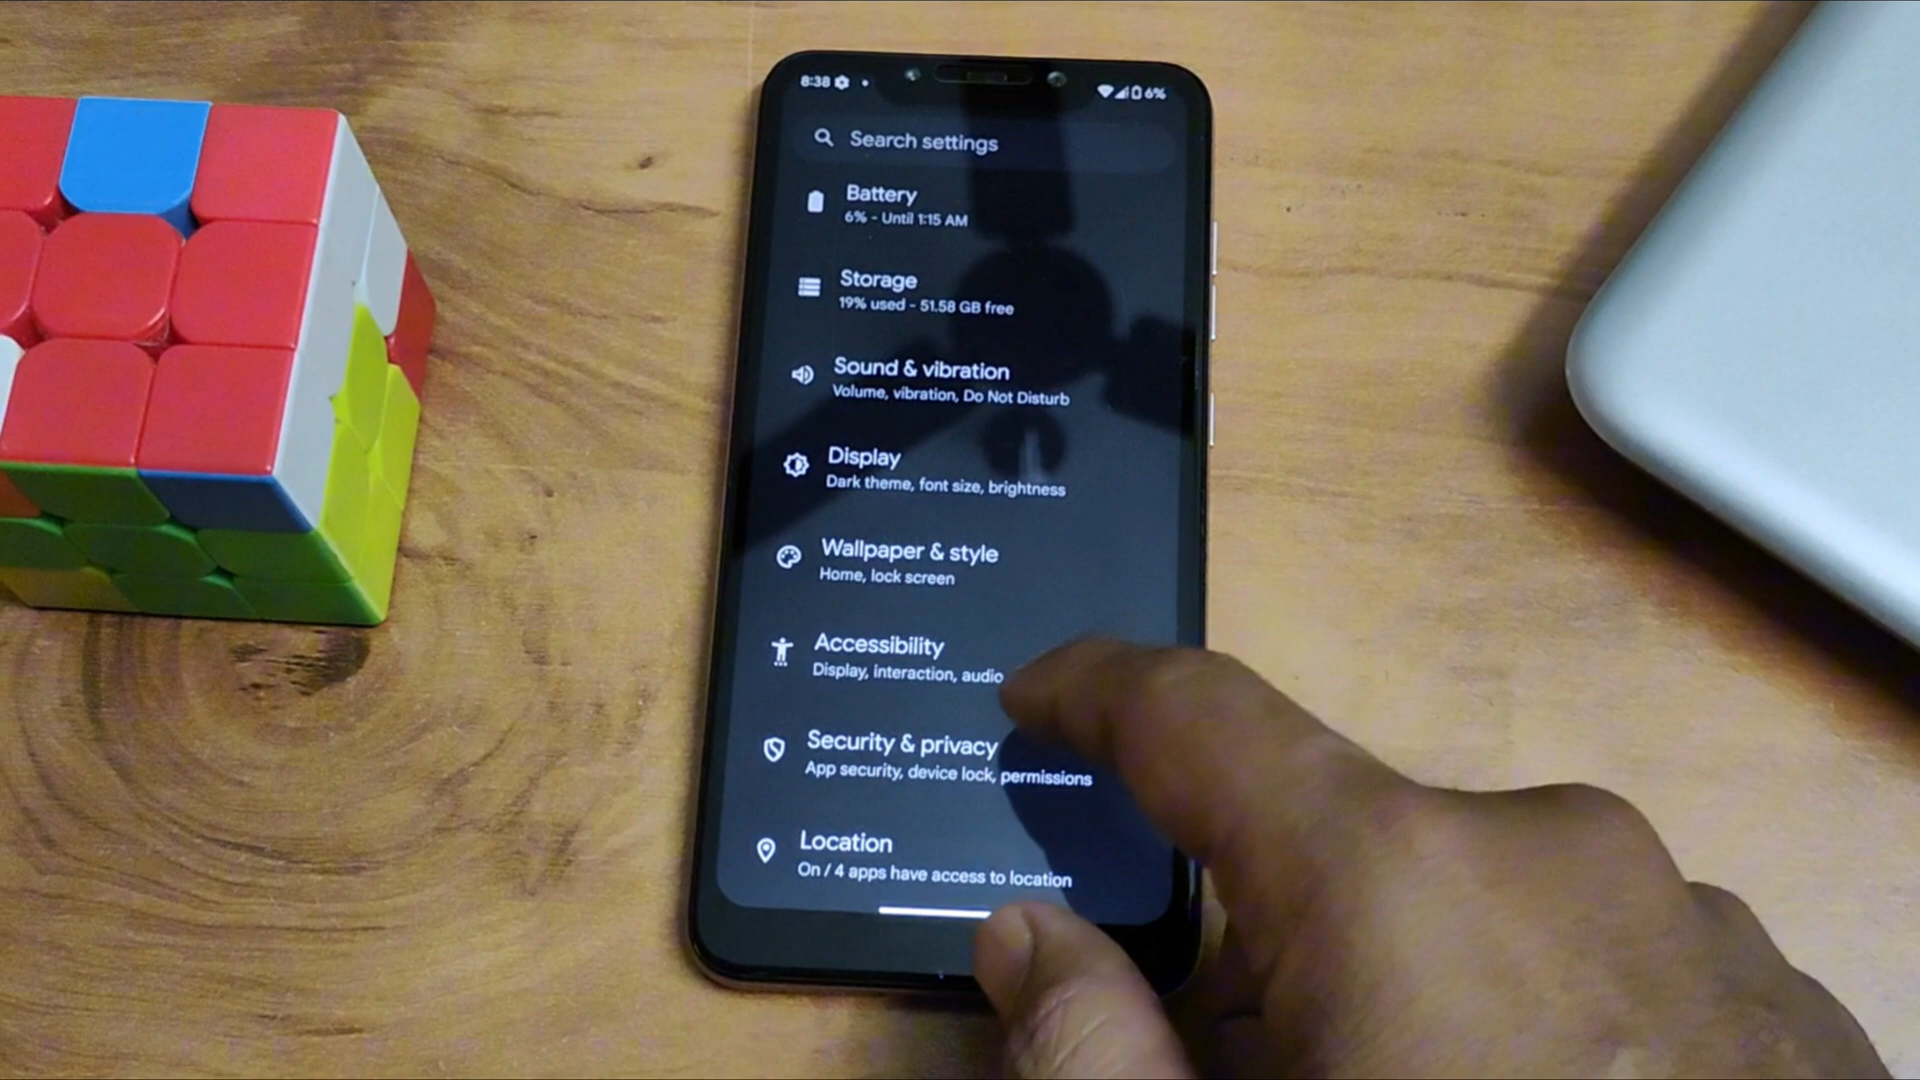 8:38
6%
Search settings
Battery
6% - Until 1:15 AM
Storage
19% used - 51.58 GB free
Sound & vibration
Volume, vibration, Do Not Disturb
Display
Dark theme, font size, brightness
Wallpaper & style
Home, lock screen
Accessibility
Display, interaction, audio
Security & privacy
App security, device lock, permissions
Location
On / 4 apps have access to location